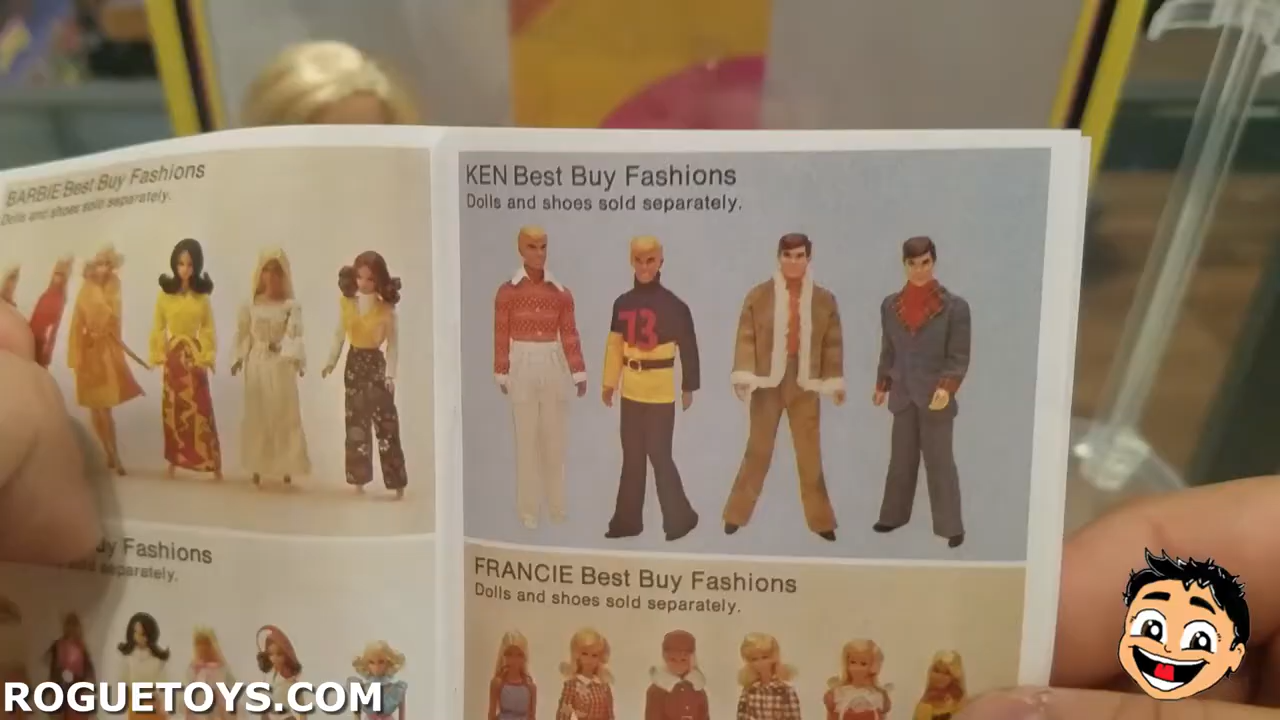 BARBIE Best Buy Fashions
Dolls and shoes sold separately.
KEN Best Buy Fashions
Dolls and shoes sold separately.
73
uy Fashions
separately.
FRANCIE Best Buy Fashions
Dolls and shoes sold separately.
ROGUETOYS.COM